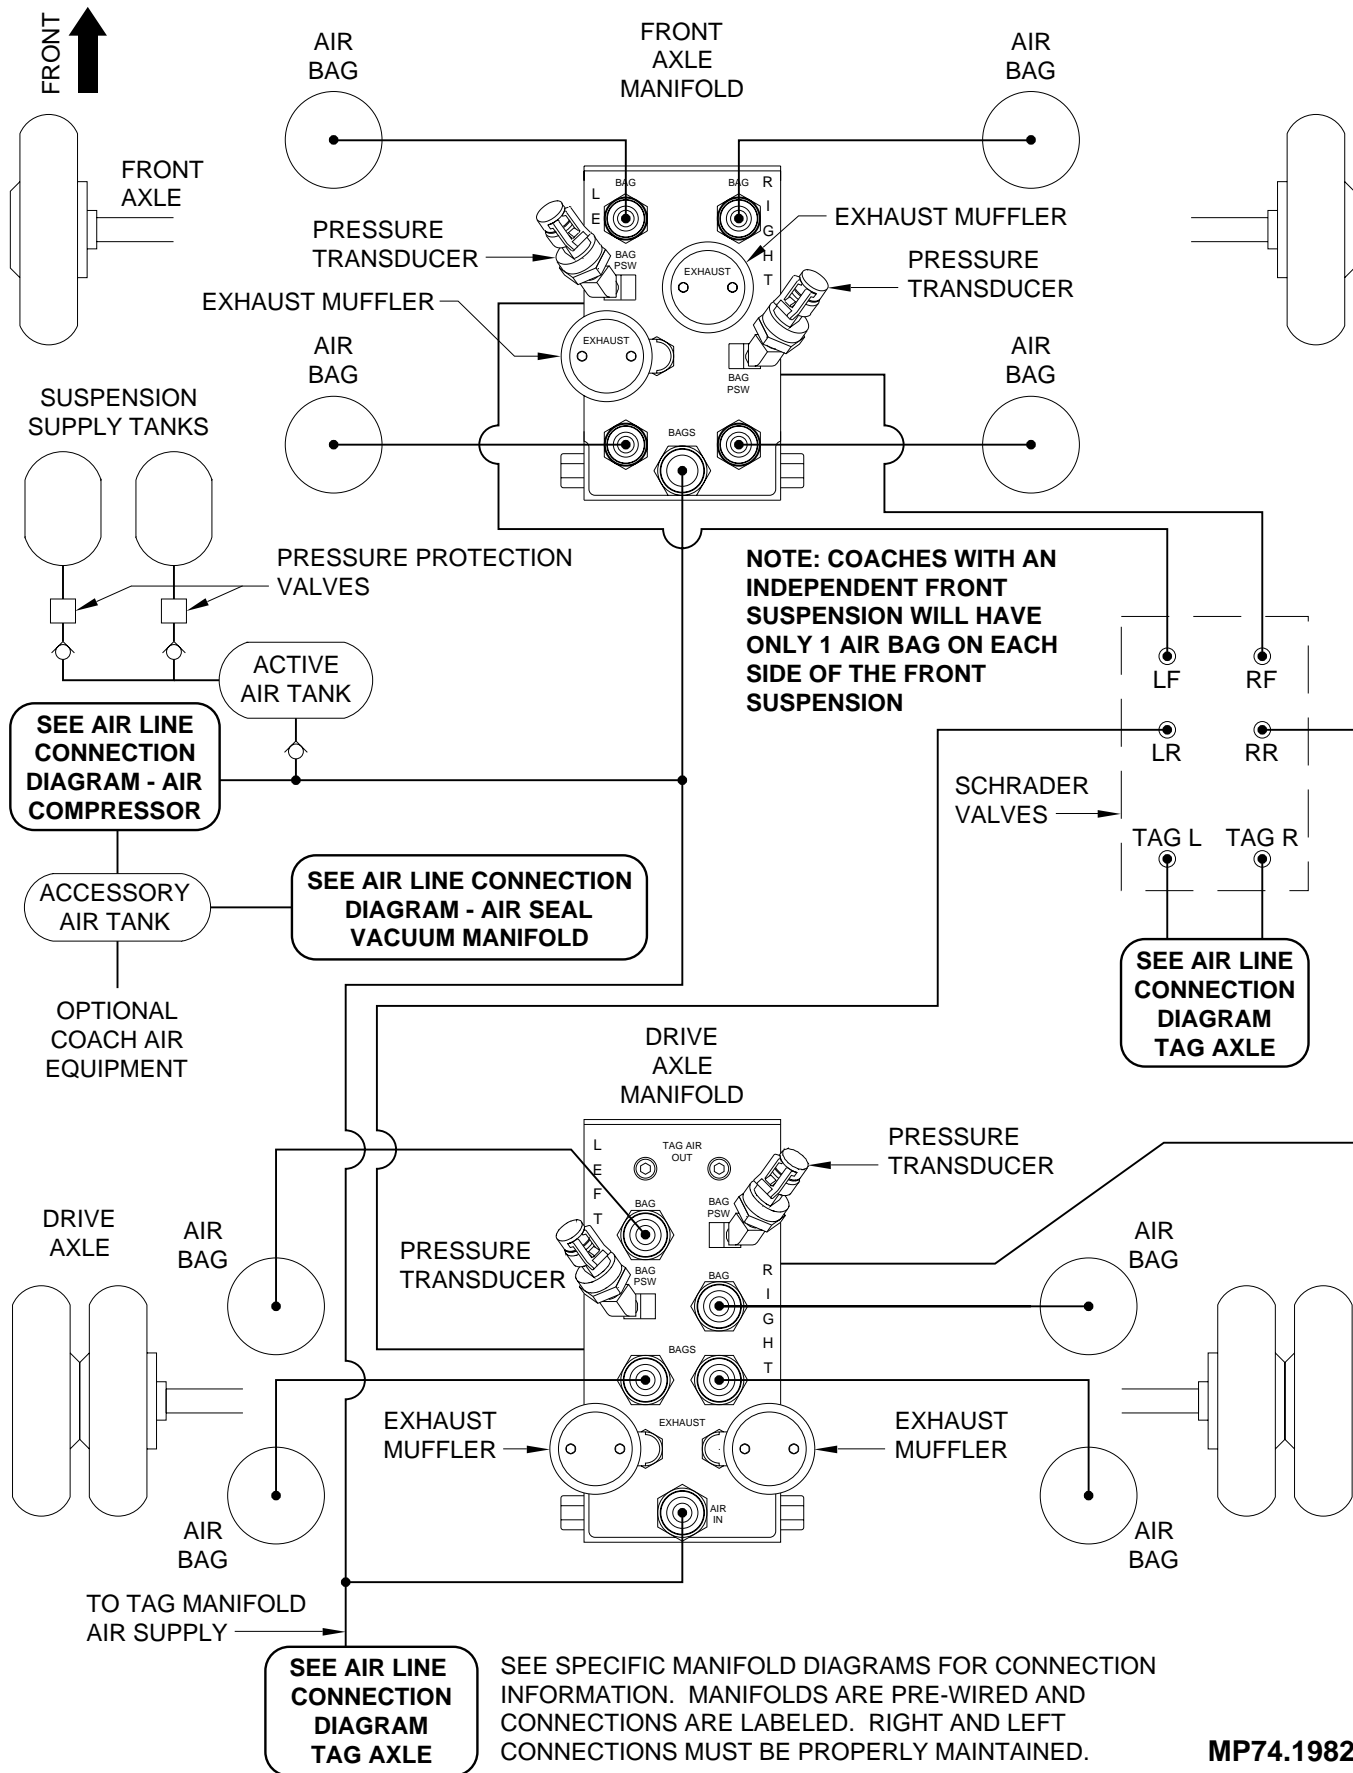 FRONT
AIR
BAG
FRONT
AXLE
MANIFOLD
AIR
BAG
FRONT
AXLE
BAG
BAG
L
E
R
I
G
H
T
EXHAUST MUFFLER
PRESSURE
TRANSDUCER
BAG
PSW
EXHAUST
PRESSURE
TRANSDUCER
EXHAUST MUFFLER
EXHAUST
AIR
BAG
BAG
PSW
AIR
BAG
SUSPENSION
SUPPLY TANKS
BAGS
PRESSURE PROTECTION
VALVES
NOTE: COACHES WITH AN
INDEPENDENT FRONT
SUSPENSION WILL HAVE
ONLY 1 AIR BAG ON EACH
SIDE OF THE FRONT
SUSPENSION
ACTIVE
AIR TANK
LF
RF
LR
RR
SEE AIR LINE
CONNECTION
DIAGRAM - AIR
COMPRESSOR
SCHRADER
VALVES
TAG L
TAG R
ACCESSORY
AIR TANK
SEE AIR LINE CONNECTION
DIAGRAM - AIR SEAL
VACUUM MANIFOLD
SEE AIR LINE
CONNECTION
DIAGRAM
TAG AXLE
OPTIONAL
COACH AIR
EQUIPMENT
DRIVE
AXLE
MANIFOLD
L
E
F
T
TAG AIR
OUT
PRESSURE
TRANSDUCER
BAG
BAG
PSW
DRIVE
AXLE
AIR
BAG
PRESSURE
TRANSDUCER
BAG
PSW
BAG
R
I
G
H
T
AIR
BAG
BAGS
EXHAUST
MUFFLER
EXHAUST
EXHAUST
MUFFLER
AIR
IN
AIR
BAG
AIR
BAG
TO TAG MANIFOLD
AIR SUPPLY
SEE AIR LINE
CONNECTION
DIAGRAM
TAG AXLE
SEE SPECIFIC MANIFOLD DIAGRAMS FOR CONNECTION
INFORMATION. MANIFOLDS ARE PRE-WIRED AND
CONNECTIONS ARE LABELED. RIGHT AND LEFT
CONNECTIONS MUST BE PROPERLY MAINTAINED.
MP74.1982